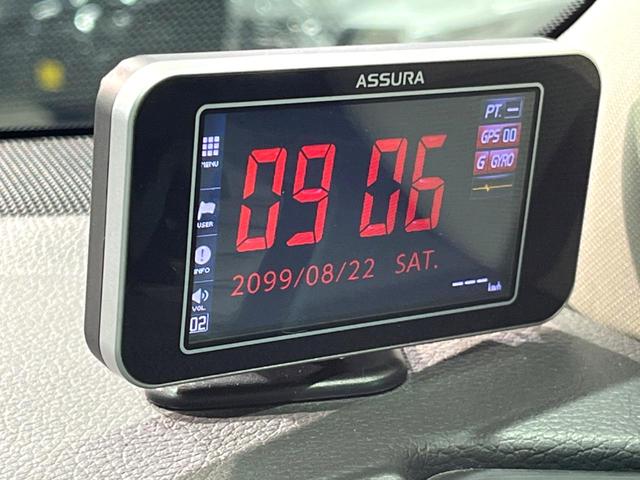 ASSURA
PT. —
MENU
09 06
GPS 00
G GYRO
USER
INFO
2099/08/22 SAT.
--- km/h
VOL.
02